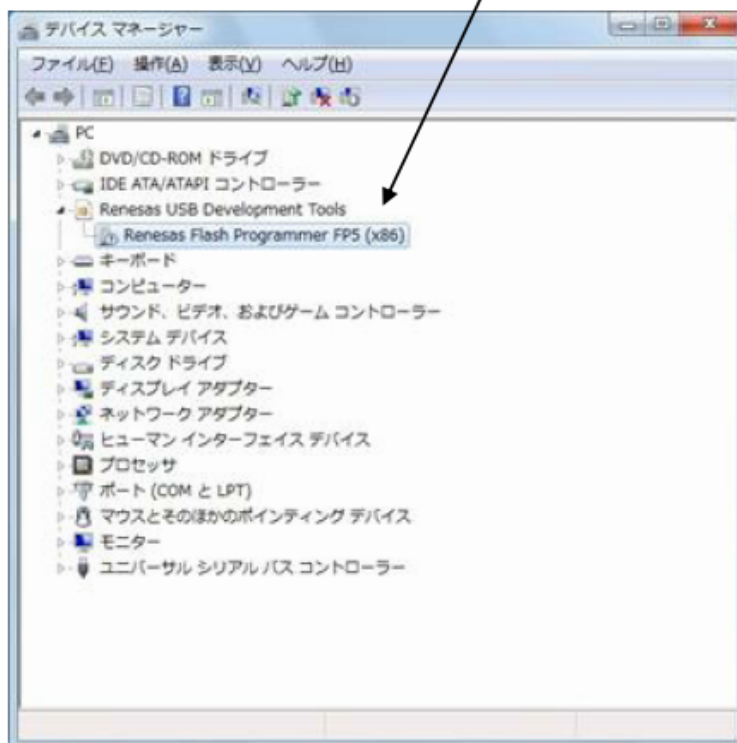 デバイス マネージャー
ファイル(F) 操作(A) 表示(V) ヘルプ(H)
PC
DVD/CD-ROM ドライブ
IDE ATA/ATAPI コントローラー
Renesas USB Development Tools
Renesas Flash Programmer FP5 (x86)
キーボード
コンピューター
サウンド、ビデオ、およびゲーム コントローラー
システム デバイス
ディスク ドライブ
ディスプレイ アダプター
ネットワーク アダプター
ヒューマン インターフェイス デバイス
プロセッサ
ポート (COM と LPT)
マウスとそのほかのポインティング デバイス
モニター
ユニバーサル シリアル バス コントローラー